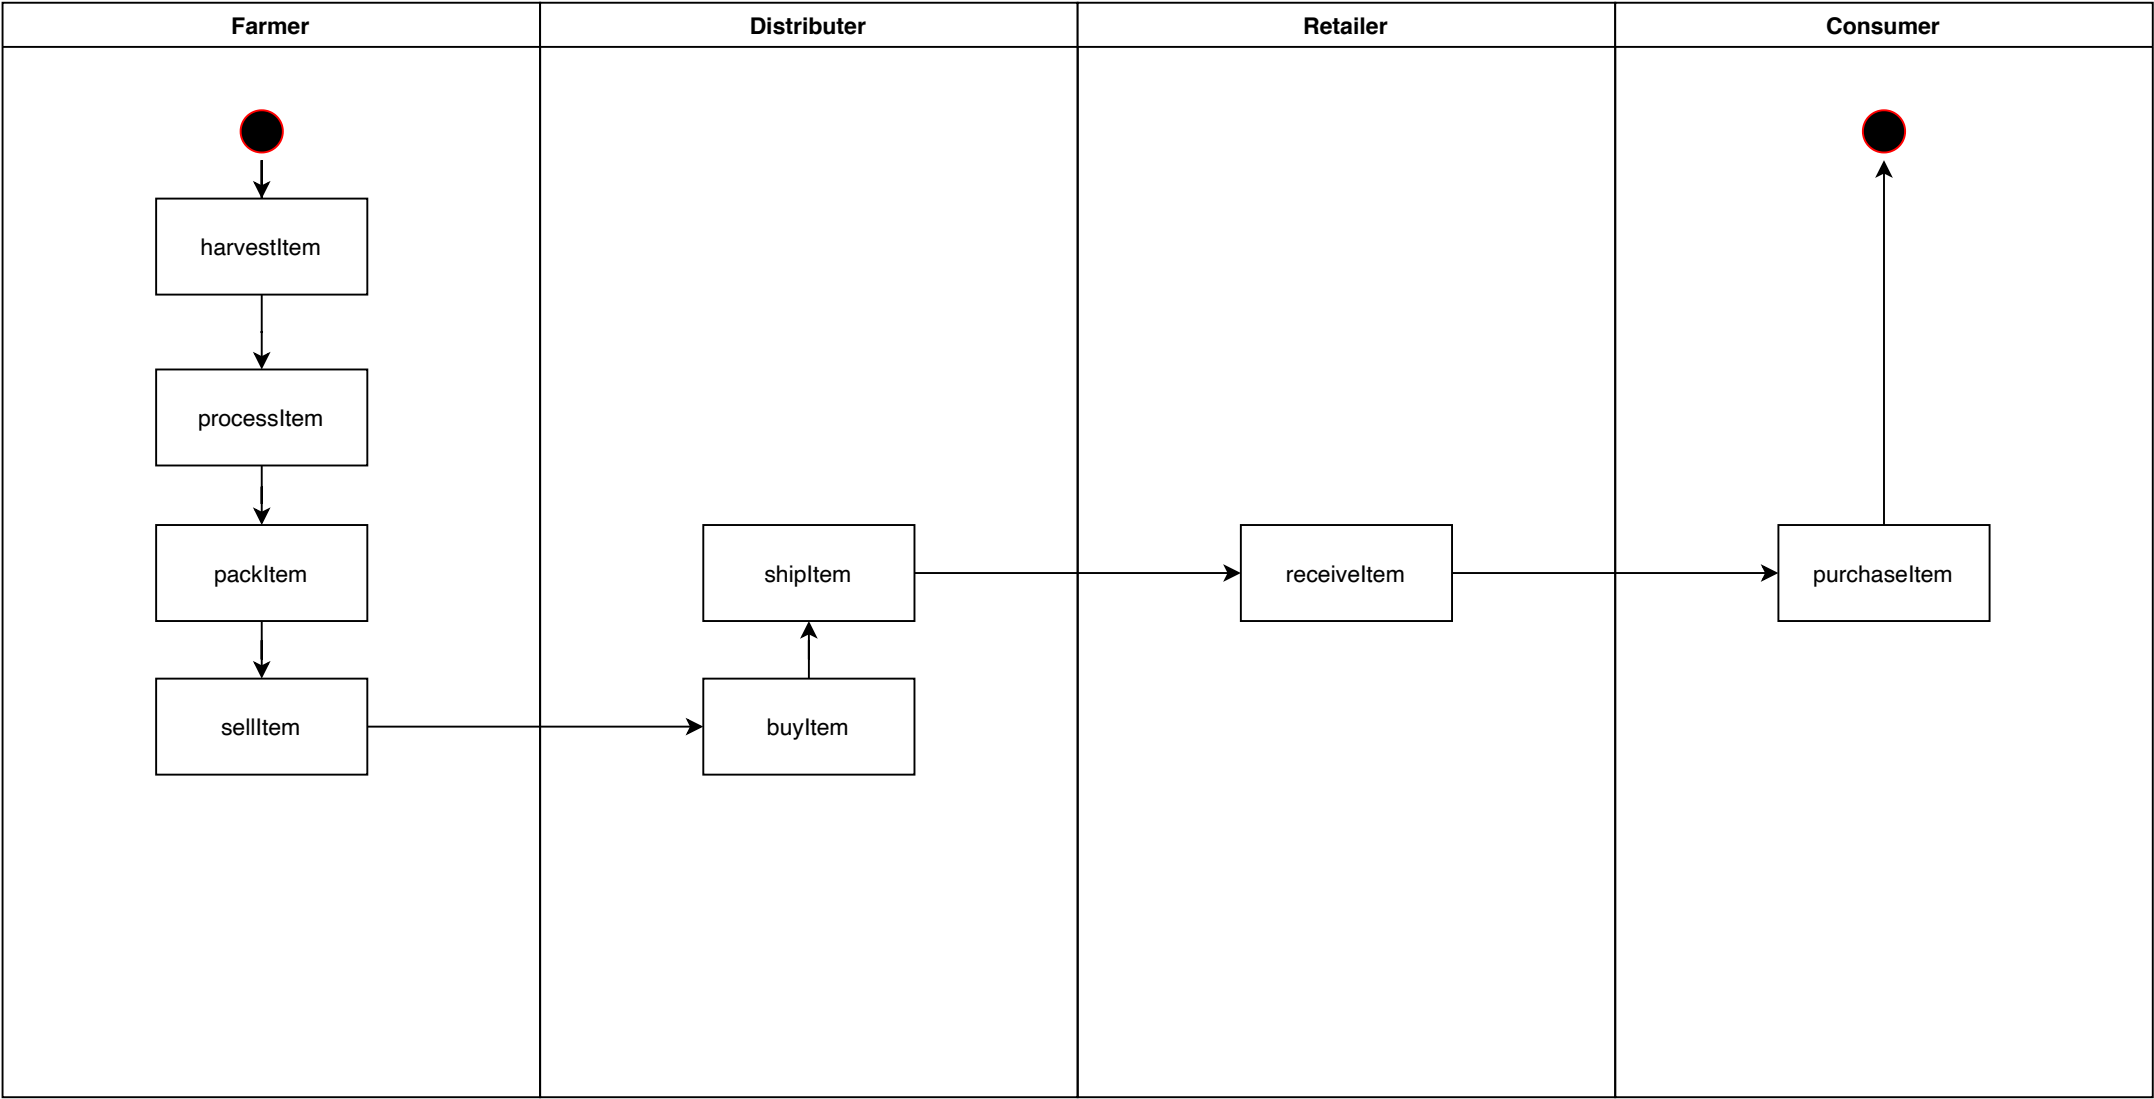 Farmer
Distributer
Retailer
Consumer
harvestItem
processItem
packItem
sellItem
shipItem
buyItem
receiveItem
purchaseItem